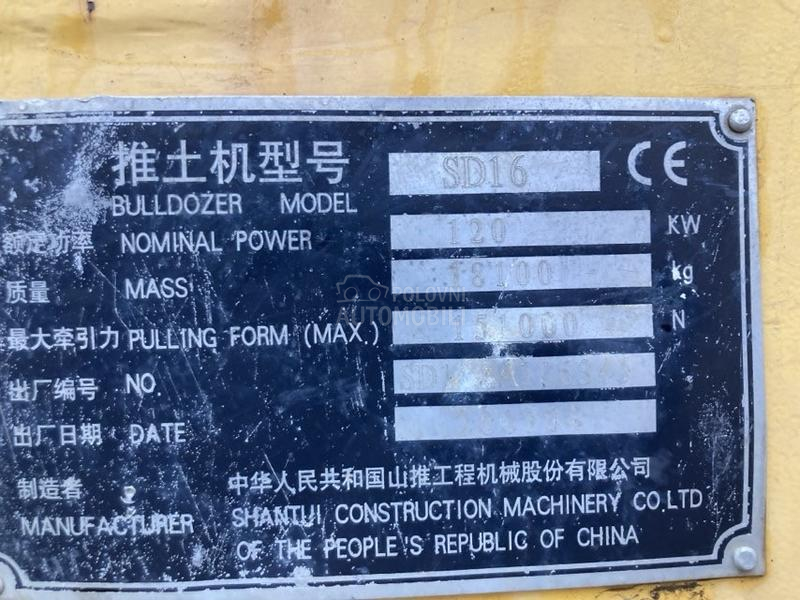 推土机型号 SD16 CE
BULLDOZER MODEL
额定功率 NOMINAL POWER 120 KW
质量 MASS 18100 kg
最大牵引力 PULLING FORM (MAX.) 151000 N
出厂编号 NO.
出厂日期 DATE
制造者 中华人民共和国山推工程机械股份有限公司
MANUFACTURER SHANTUI CONSTRUCTION MACHINERY CO.LTD
OF THE PEOPLE'S REPUBLIC OF CHINA
POLOVNI
AUTOMOBILI